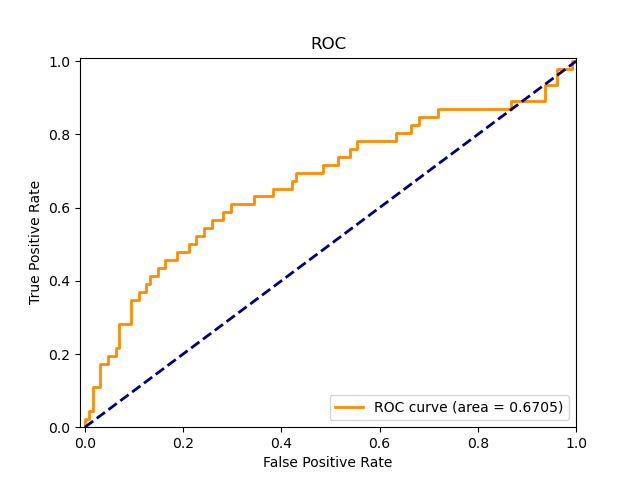 ROC
1.0
0.8
0.6
0.4
0.2
0.0
True Positive Rate
0.0 0.2 0.4 0.6 0.8 1.0
False Positive Rate
ROC curve (area = 0.6705)